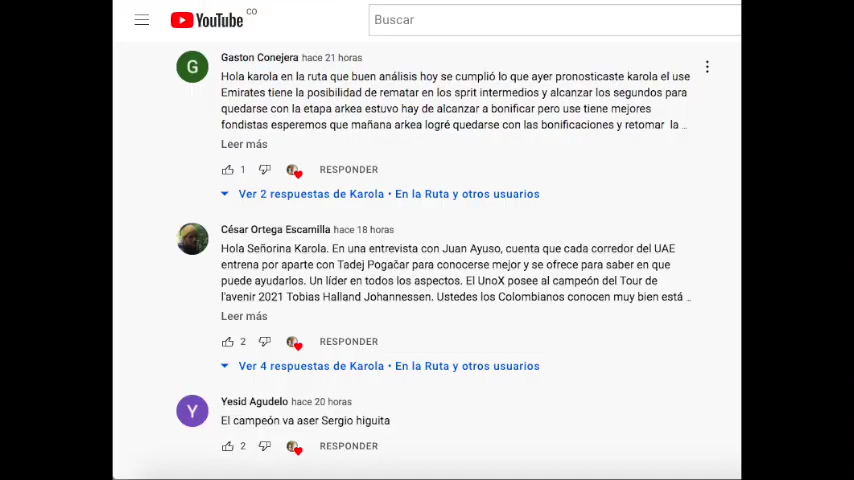 YouTube CO
Buscar
G
Gaston Conejera hace 21 horas
Hola karola en la ruta que buen análisis hoy se cumplió lo que ayer pronosticaste karola el use
Emirates tiene la posibilidad de rematar en los sprit intermedios y alcanzar los segundos para
quedarse con la etapa arkea estuvo hay de alcanzar a bonificar pero use tiene mejores
fondistas esperemos que mañana arkea logré quedarse con las bonificaciones y retomar la ...
Leer más
1 RESPONDER
Ver 2 respuestas de Karola • En la Ruta y otros usuarios
César Ortega Escamilla hace 18 horas
Hola Señorina Karola. En una entrevista con Juan Ayuso, cuenta que cada corredor del UAE
entrena por aparte con Tadej Pogačar para conocerse mejor y se ofrece para saber en que
puede ayudarlos. Un líder en todos los aspectos. El UnoX posee al campeón del Tour de
l'avenir 2021 Tobias Halland Johannessen. Ustedes los Colombianos conocen muy bien está ...
Leer más
2 RESPONDER
Ver 4 respuestas de Karola • En la Ruta y otros usuarios
Y
Yesid Agudelo hace 20 horas
El campeón va aser Sergio higuita
2 RESPONDER